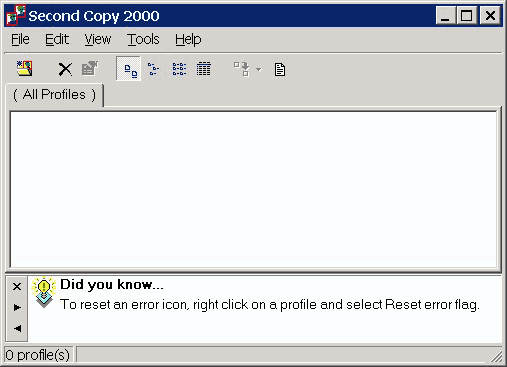 Second Copy 2000
File Edit View Tools Help
( All Profiles )
Did you know...
To reset an error icon, right click on a profile and select Reset error flag.
0 profile(s)